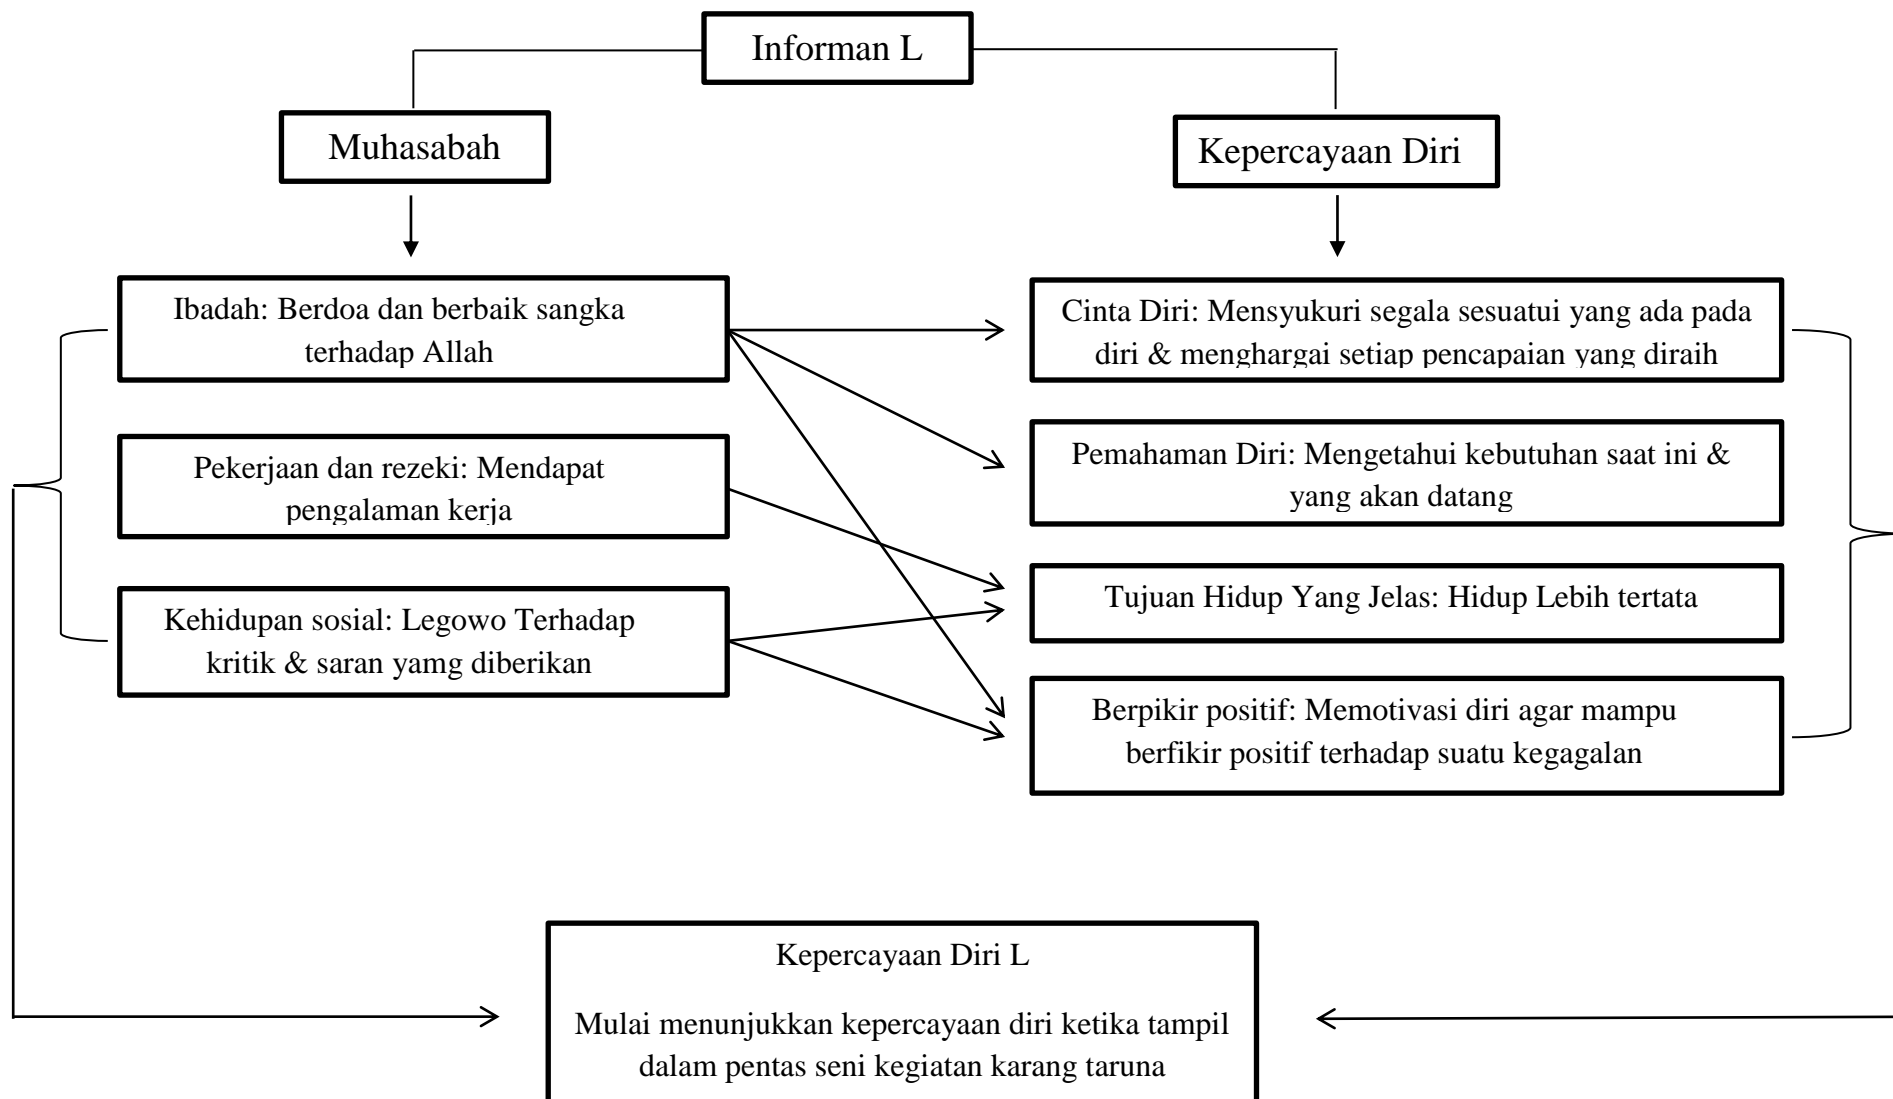 Informan L
Muhasabah
Kepercayaan Diri
Ibadah: Berdoa dan berbaik sangka
terhadap Allah
Pekerjaan dan rezeki: Mendapat
pengalaman kerja
Kehidupan sosial: Legowo Terhadap
kritik & saran yamg diberikan
Cinta Diri: Mensyukuri segala sesuatui yang ada pada
diri & menghargai setiap pencapaian yang diraih
Pemahaman Diri: Mengetahui kebutuhan saat ini &
yang akan datang
Tujuan Hidup Yang Jelas: Hidup Lebih tertata
Berpikir positif: Memotivasi diri agar mampu
berfikir positif terhadap suatu kegagalan
Kepercayaan Diri L
Mulai menunjukkan kepercayaan diri ketika tampil
dalam pentas seni kegiatan karang taruna